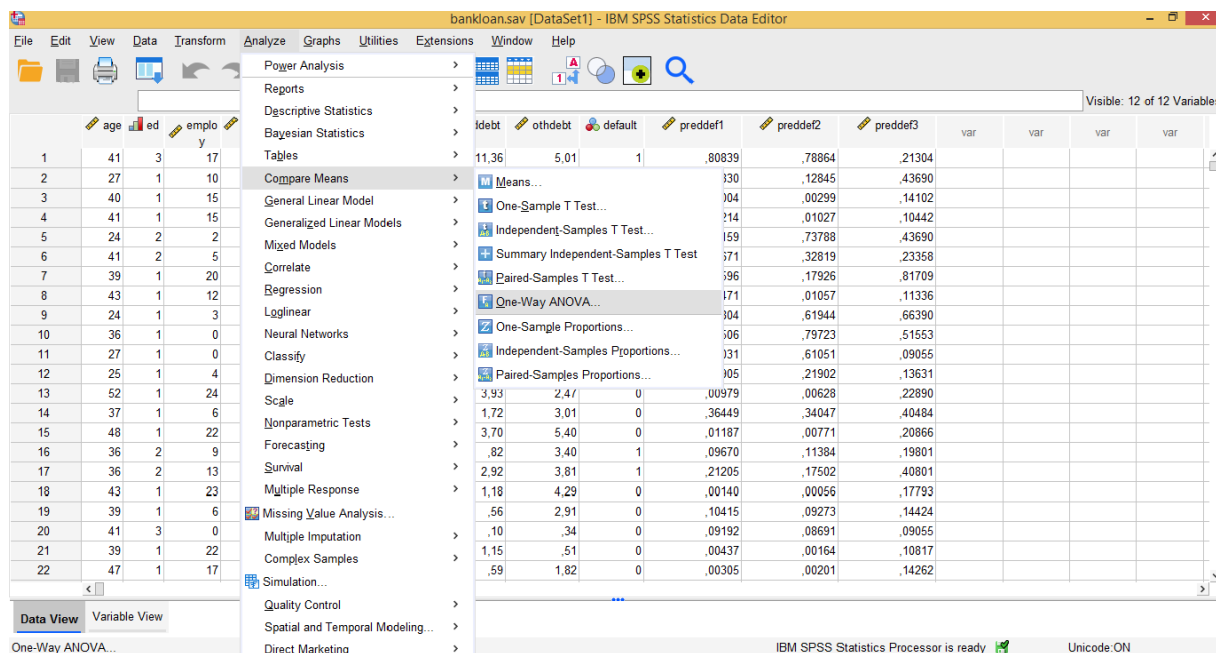 bankloan.sav [DataSet1] - IBM SPSS Statistics Data Editor
File Edit View Data Transform Analyze Graphs Utilities Extensions Window Help
Visible: 12 of 12 Variable
age ed employ debt othdebt default preddef1 preddef2 preddef3 var var var var
1 41 3 17 11,36 5,01 1 ,80839 ,78864 ,21304
2 27 1 10 330 ,12845 ,43690
3 40 1 15 004 ,00299 ,14102
4 41 1 15 214 ,01027 ,10442
5 24 2 2 159 ,73788 ,43690
6 41 2 5 671 ,32819 ,23358
7 39 1 20 596 ,17926 ,81709
8 43 1 12 471 ,01057 ,11336
9 24 1 3 304 ,61944 ,66390
10 36 1 0 506 ,79723 ,51553
11 27 1 0 031 ,61051 ,09055
12 25 1 4 905 ,21902 ,13631
13 52 1 24 3,93 2,47 0 ,00979 ,00628 ,22890
14 37 1 6 1,72 3,01 0 ,36449 ,34047 ,40484
15 48 1 22 3,70 5,40 0 ,01187 ,00771 ,20866
16 36 2 9 ,82 3,40 1 ,09670 ,11384 ,19801
17 36 2 13 2,92 3,81 1 ,21205 ,17502 ,40801
18 43 1 23 1,18 4,29 0 ,00140 ,00056 ,17793
19 39 1 6 ,56 2,91 0 ,10415 ,09273 ,14424
20 41 3 0 ,10 ,34 0 ,09192 ,08691 ,09055
21 39 1 22 1,15 ,51 0 ,00437 ,00164 ,10817
22 47 1 17 ,59 1,82 0 ,00305 ,00201 ,14262
Power Analysis
Reports
Descriptive Statistics
Bayesian Statistics
Tables
Compare Means
General Linear Model
Generalized Linear Models
Mixed Models
Correlate
Regression
Loglinear
Neural Networks
Classify
Dimension Reduction
Scale
Nonparametric Tests
Forecasting
Survival
Multiple Response
Missing Value Analysis...
Multiple Imputation
Complex Samples
Simulation...
Quality Control
Spatial and Temporal Modeling...
Direct Marketing
Means...
One-Sample T Test...
Independent-Samples T Test...
Summary Independent-Samples T Test
Paired-Samples T Test...
One-Way ANOVA...
One-Sample Proportions...
Independent-Samples Proportions...
Paired-Samples Proportions...
Data View Variable View
One-Way ANOVA... IBM SPSS Statistics Processor is ready Unicode:ON